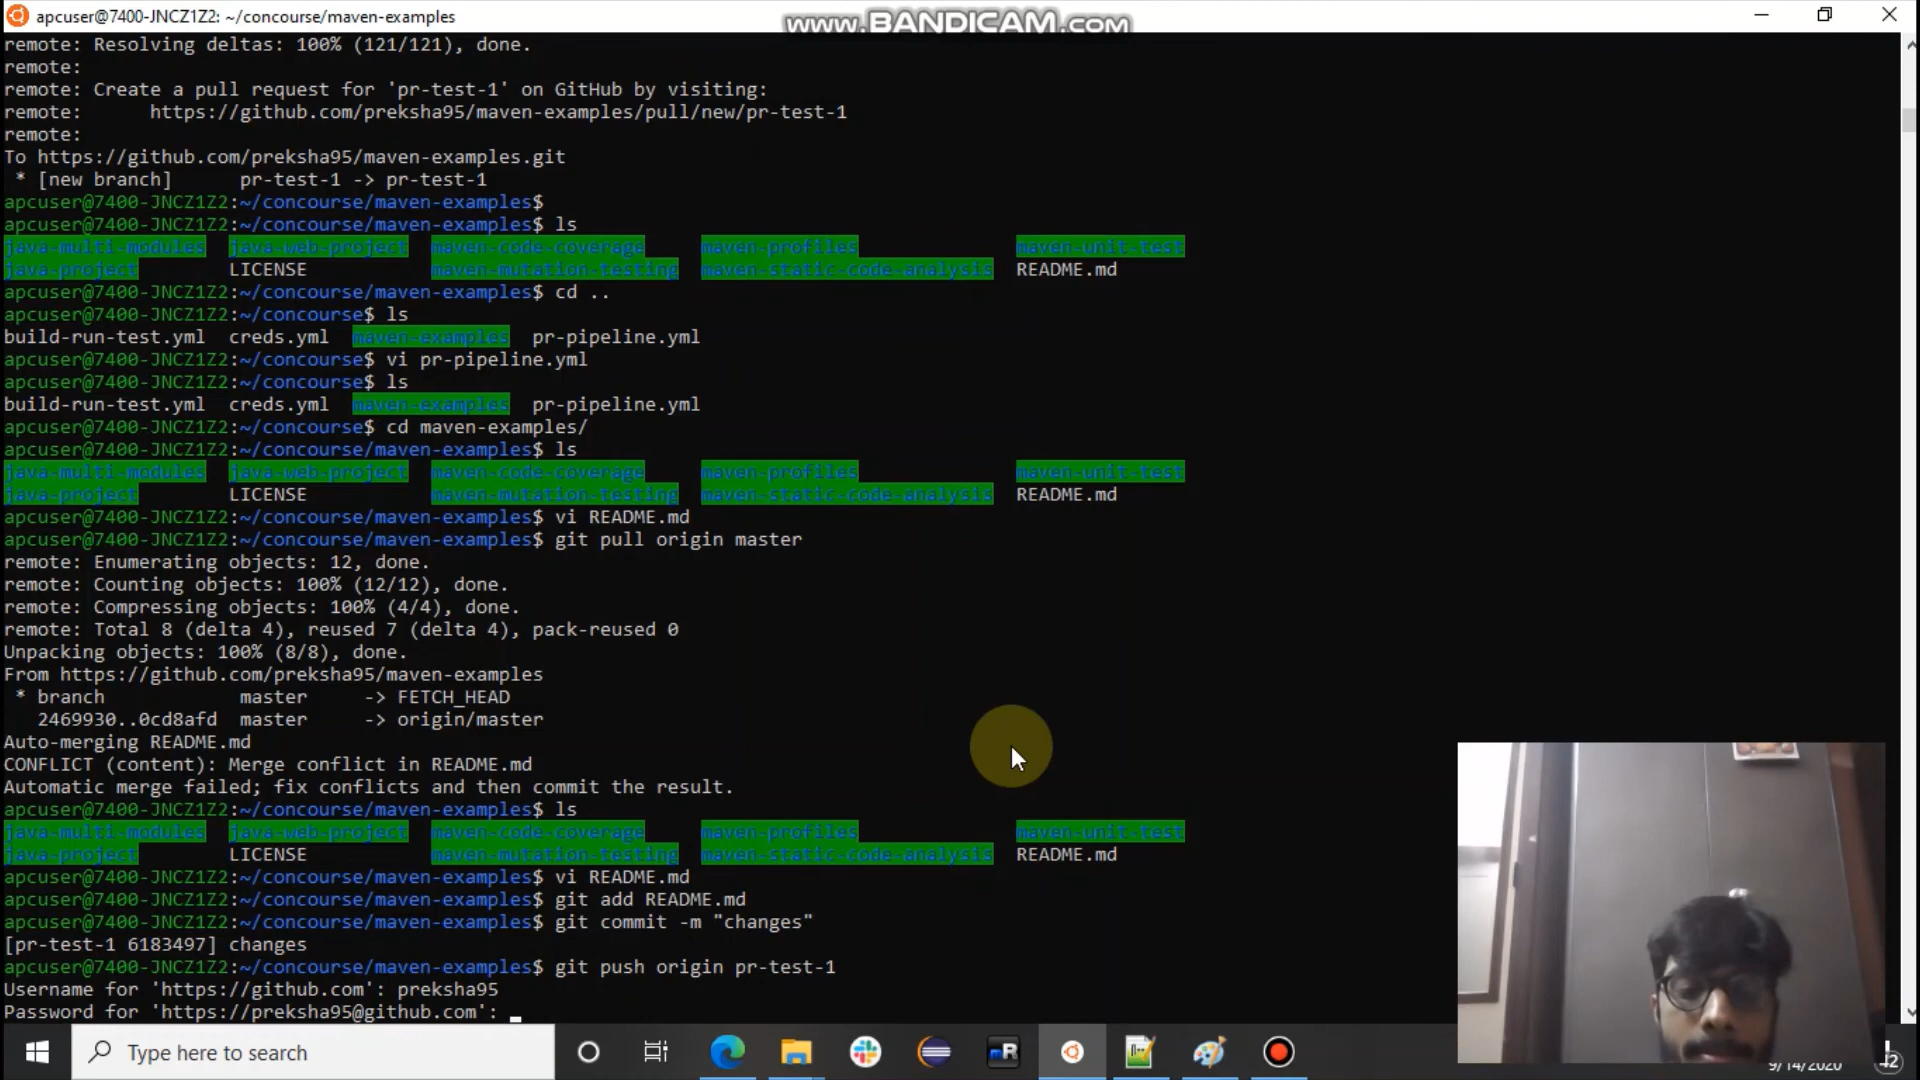 apcuser@7400-JNCZ1Z2: ~/concourse/maven-examples
WWW.BANDICAM.COM
remote: Resolving deltas: 100% (121/121), done.
remote:
remote: Create a pull request for 'pr-test-1' on GitHub by visiting:
remote:      https://github.com/preksha95/maven-examples/pull/new/pr-test-1
remote:
To https://github.com/preksha95/maven-examples.git
 * [new branch]      pr-test-1 -> pr-test-1
apcuser@7400-JNCZ1Z2:~/concourse/maven-examples$
apcuser@7400-JNCZ1Z2:~/concourse/maven-examples$ ls
java-multi-modules  java-web-project  maven-code-coverage     maven-profiles              maven-unit-test
java-project        LICENSE           maven-mutation-testing  maven-static-code-analysis  README.md
apcuser@7400-JNCZ1Z2:~/concourse/maven-examples$ cd ..
apcuser@7400-JNCZ1Z2:~/concourse$ ls
build-run-test.yml  creds.yml  maven-examples  pr-pipeline.yml
apcuser@7400-JNCZ1Z2:~/concourse$ vi pr-pipeline.yml
apcuser@7400-JNCZ1Z2:~/concourse$ ls
build-run-test.yml  creds.yml  maven-examples  pr-pipeline.yml
apcuser@7400-JNCZ1Z2:~/concourse$ cd maven-examples/
apcuser@7400-JNCZ1Z2:~/concourse/maven-examples$ ls
java-multi-modules  java-web-project  maven-code-coverage     maven-profiles              maven-unit-test
java-project        LICENSE           maven-mutation-testing  maven-static-code-analysis  README.md
apcuser@7400-JNCZ1Z2:~/concourse/maven-examples$ vi README.md
apcuser@7400-JNCZ1Z2:~/concourse/maven-examples$ git pull origin master
remote: Enumerating objects: 12, done.
remote: Counting objects: 100% (12/12), done.
remote: Compressing objects: 100% (4/4), done.
remote: Total 8 (delta 4), reused 7 (delta 4), pack-reused 0
Unpacking objects: 100% (8/8), done.
From https://github.com/preksha95/maven-examples
 * branch            master     -> FETCH_HEAD
   2469930..0cd8afd  master     -> origin/master
Auto-merging README.md
CONFLICT (content): Merge conflict in README.md
Automatic merge failed; fix conflicts and then commit the result.
apcuser@7400-JNCZ1Z2:~/concourse/maven-examples$ ls
java-multi-modules  java-web-project  maven-code-coverage     maven-profiles              maven-unit-test
java-project        LICENSE           maven-mutation-testing  maven-static-code-analysis  README.md
apcuser@7400-JNCZ1Z2:~/concourse/maven-examples$ vi README.md
apcuser@7400-JNCZ1Z2:~/concourse/maven-examples$ git add README.md
apcuser@7400-JNCZ1Z2:~/concourse/maven-examples$ git commit -m "changes"
[pr-test-1 6183497] changes
apcuser@7400-JNCZ1Z2:~/concourse/maven-examples$ git push origin pr-test-1
Username for 'https://github.com': preksha95
Password for 'https://preksha95@github.com':
Type here to search
9/14/2020